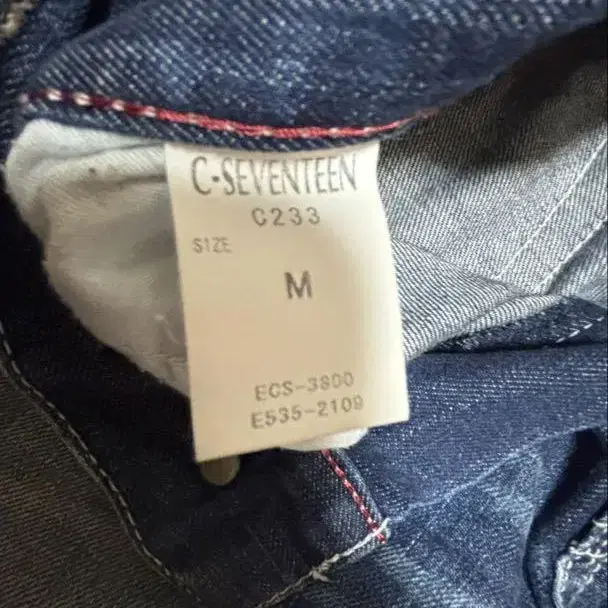 C-SEVENTEEN
C233
SIZE
M
ECS-3800
E535-2109